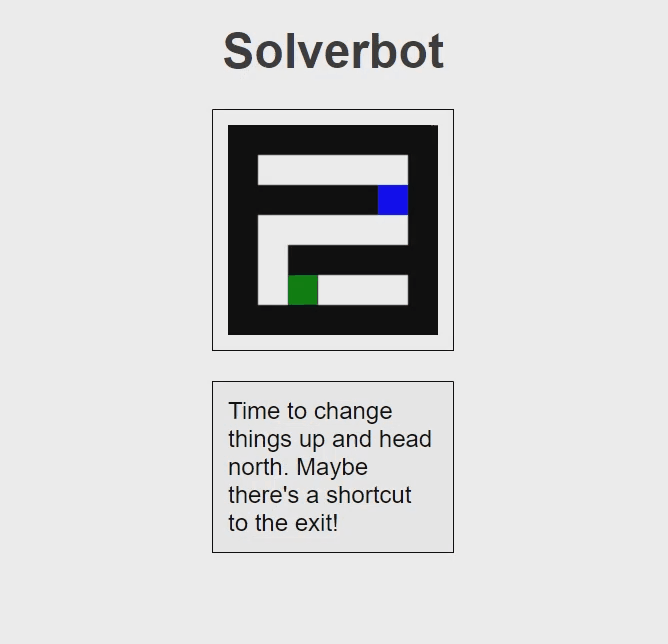 Solverbot
Time to change
things up and head
north. Maybe
there's a shortcut
to the exit!